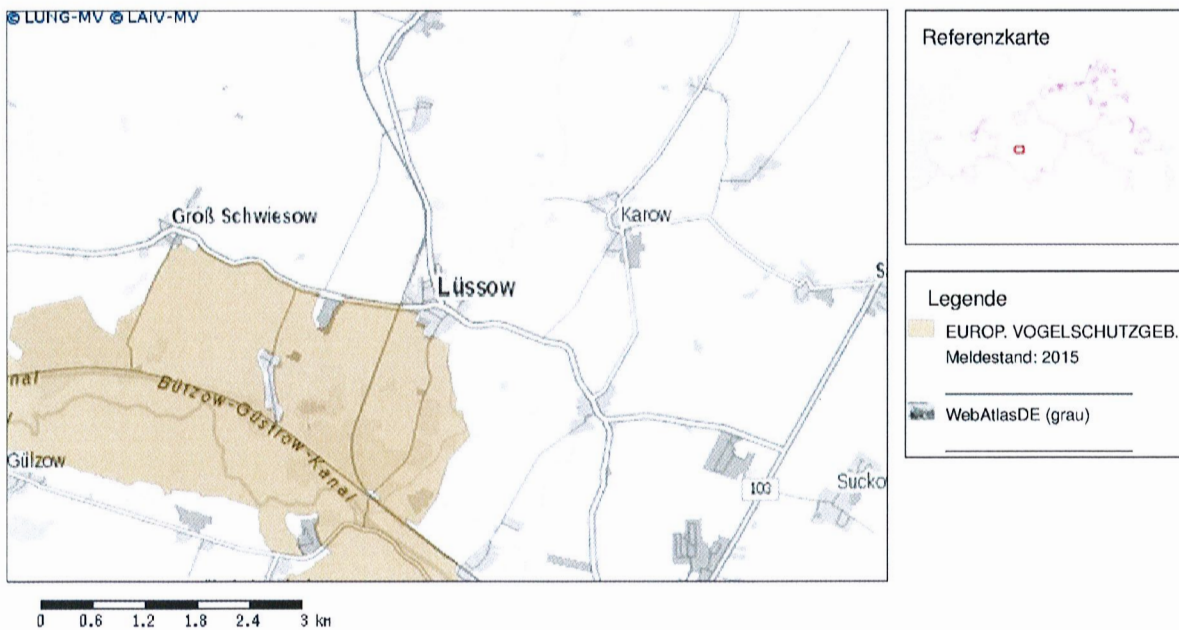 © LUNG-MV © LAIV-MV
Groß Schwiesow
Karow
Lüssow
S
nal
Bützow-Güstrow-Kanal
Gülzow
103
Sucko
0 0.6 1.2 1.8 2.4 3 km
Referenzkarte
Legende
EUROP. VOGELSCHUTZGEB.
Meldestand: 2015
WebAtlasDE (grau)